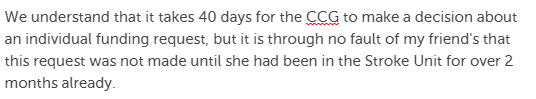 We understand that it takes 40 days for the CCG to make a decision about
an individual funding request, but it is through no fault of my friend's that
this request was not made until she had been in the Stroke Unit for over 2
months already.